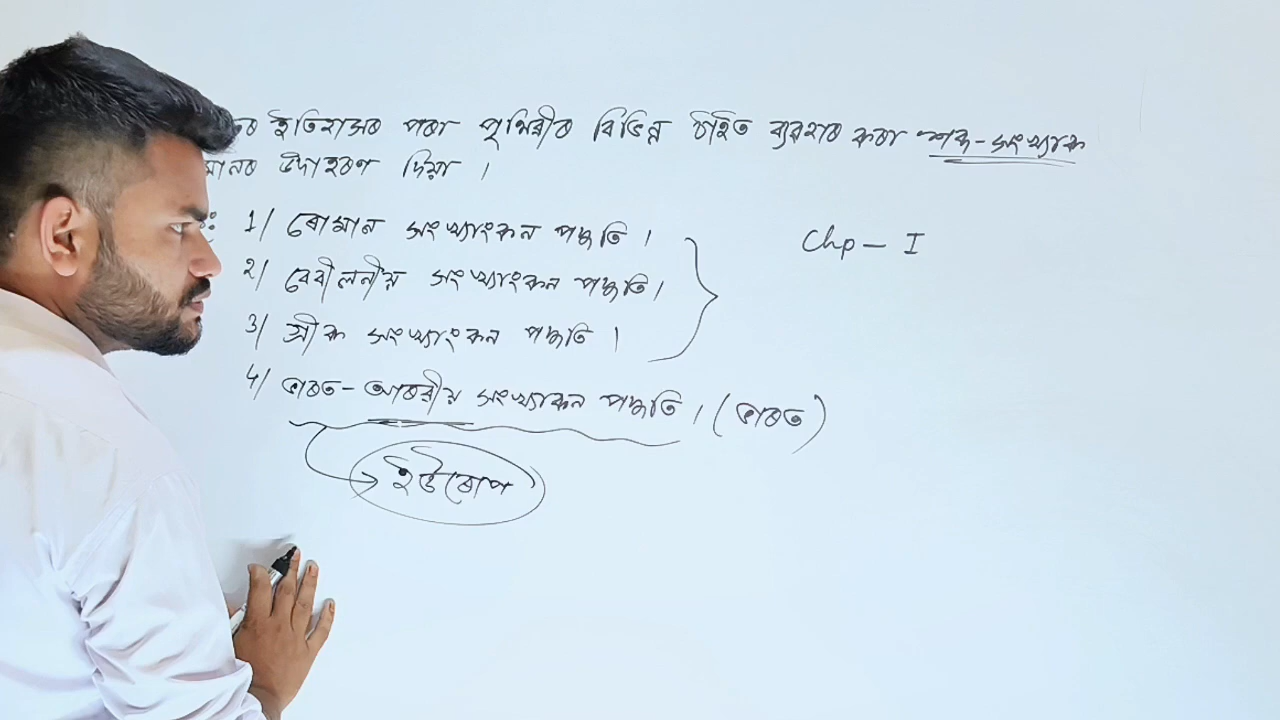 ইতিহাসৰ পৰা পৃথিৱীৰ বিভিন্ন ঠাইত ব্যৱহাৰ কৰা শব্দ-সংখ্যাক
মানৰ উদাহৰণ দিয়া ।
1/ ৰোমান সংখ্যাংকন পদ্ধতি ।
2/ বেবীলনীয় সংখ্যাংকন পদ্ধতি ।
3/ গ্ৰীক সংখ্যাংকন পদ্ধতি ।
4/ ভাৰত-আৰবীয় সংখ্যাংকন পদ্ধতি । (ভাৰত)
ইউৰোপ
Chp - I